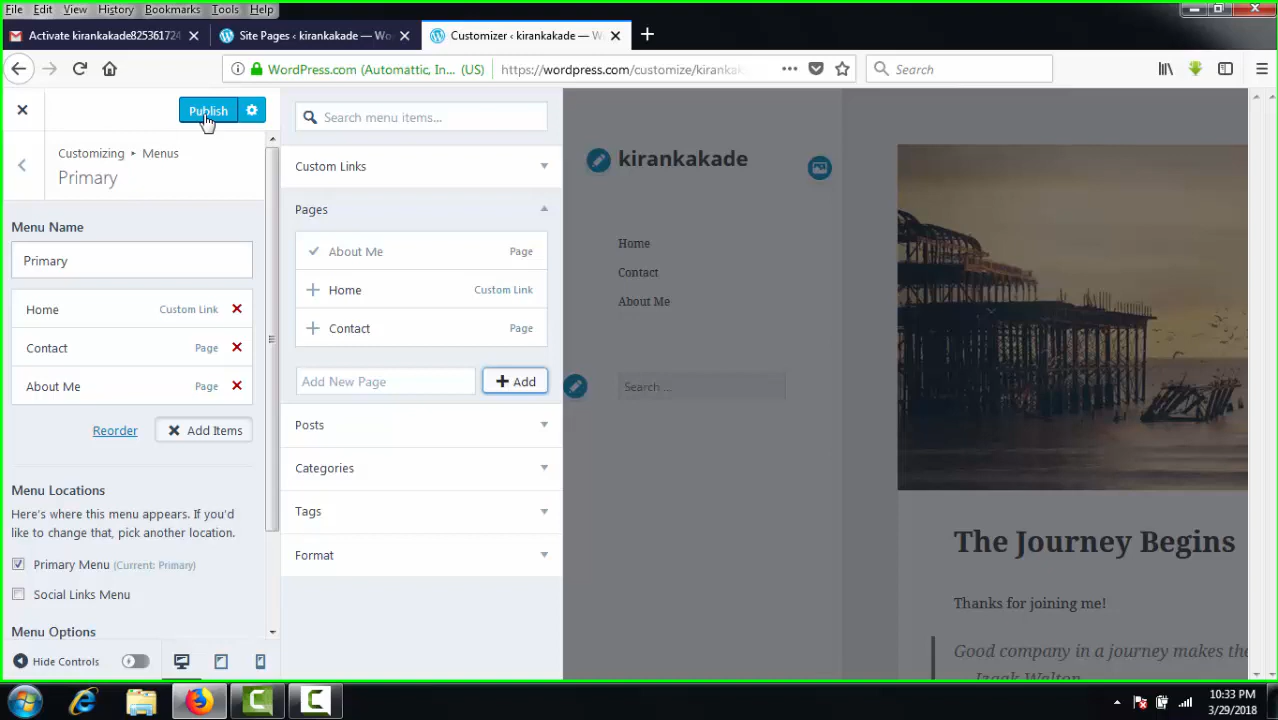 File Edit View History Bookmarks Tools Help
Activate kirankakade825361724
Site Pages ‹ kirankakade — Wor
Customizer ‹ kirankakade — W
WordPress.com (Automattic, In... (US)
https://wordpress.com/customize/kirankak
Search
Publish
Customizing ▸ Menus
Primary
Menu Name
Primary
Home Custom Link
Contact Page
About Me Page
Reorder
Add Items
Menu Locations
Here's where this menu appears. If you'd
like to change that, pick another location.
Primary Menu (Current: Primary)
Social Links Menu
Menu Options
Hide Controls
Search menu items...
Custom Links
Pages
About Me Page
Home Custom Link
Contact Page
Add New Page
Add
Posts
Categories
Tags
Format
kirankakade
Home
Contact
About Me
Search ...
The Journey Begins
Thanks for joining me!
Good company in a journey makes the
Izaak Walton
10:33 PM
3/29/2018